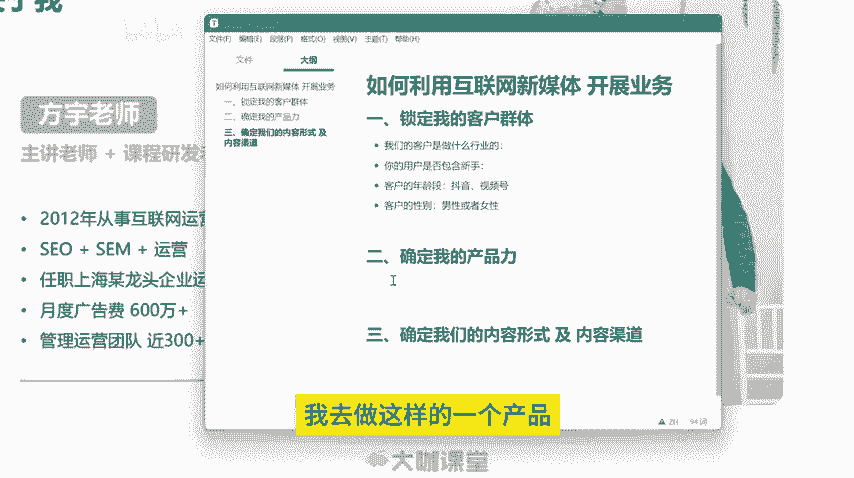 于我
方宇老师
主讲老师 + 课程研发
2012年从事互联网运营
SEO + SEM + 运营
任职上海某龙头企业运
月度广告费 600万+
管理运营团队 近300+
T
文件(F) 编辑(E) 段落(P) 格式(O) 视图(V) 主题(T) 帮助(H)
文件 大纲
如何利用互联网新媒体 开展业务
一、锁定我的客户群体
二、确定我的产品力
三、确定我们的内容形式 及
内容渠道
如何利用互联网新媒体 开展业务
一、锁定我的客户群体
我们的客户是做什么行业的:
你的用户是否包含新手:
客户的年龄段: 抖音、视频号
客户的性别: 男性或者女性
二、确定我的产品力
三、确定我们的内容形式 及 内容渠道
ZH 94 词
我去做这样的一个产品
大咖课堂